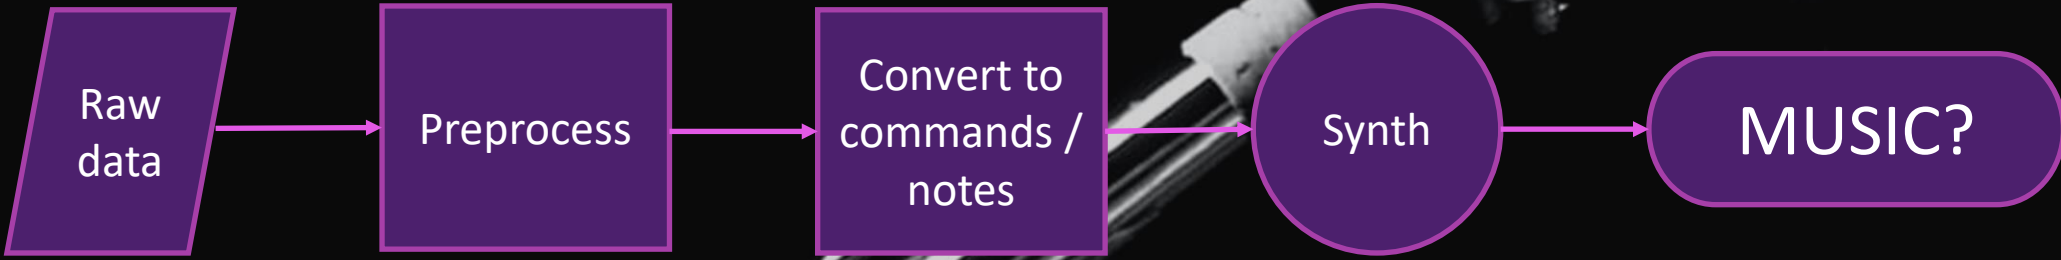 Raw
data
Preprocess
Convert to
commands /
notes
Synth
MUSIC?